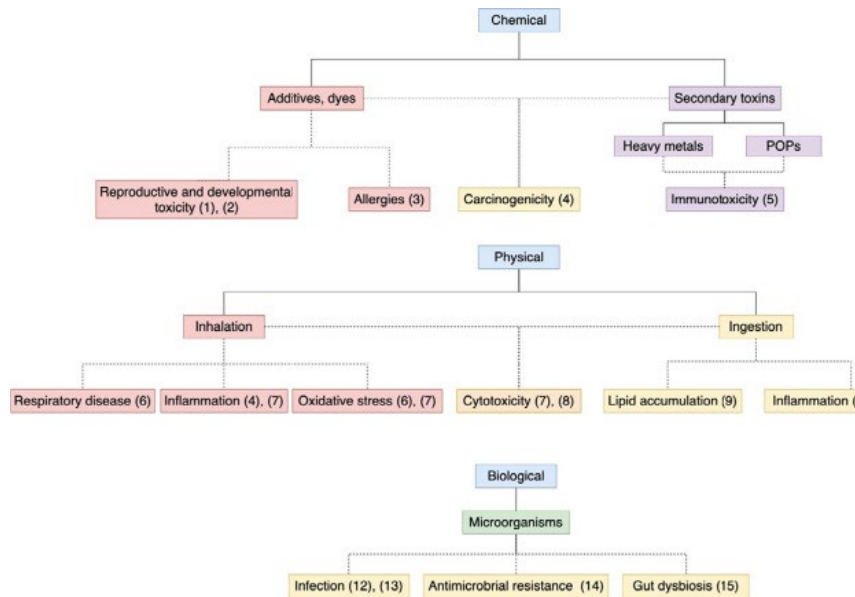 Chemical
Additives, dyes
Secondary toxins
Heavy metals
POPs
Reproductive and developmental
toxicity (1), (2)
Allergies (3)
Carcinogenicity (4)
Immunotoxicity (5)
Physical
Inhalation
Ingestion
Respiratory disease (6)
Inflammation (4), (7)
Oxidative stress (6), (7)
Cytotoxicity (7), (8)
Lipid accumulation (9)
Inflammation (
Biological
Microorganisms
Infection (12), (13)
Antimicrobrial resistance (14)
Gut dysbiosis (15)